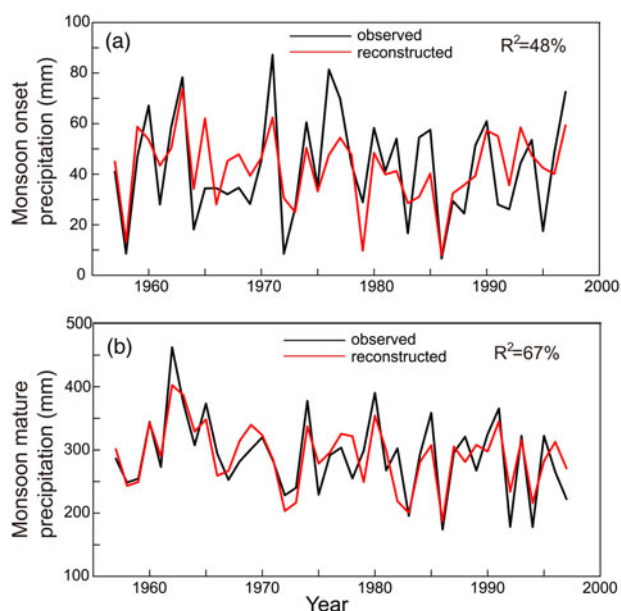 (a)
observed
reconstructed
R²=48%
Monsoon onset
precipitation (mm)
100
80
60
40
20
0
1960
1970
1980
1990
2000
(b)
observed
reconstructed
R²=67%
Monsoon mature
precipitation (mm)
500
400
300
200
100
1960
1970
1980
1990
2000
Year